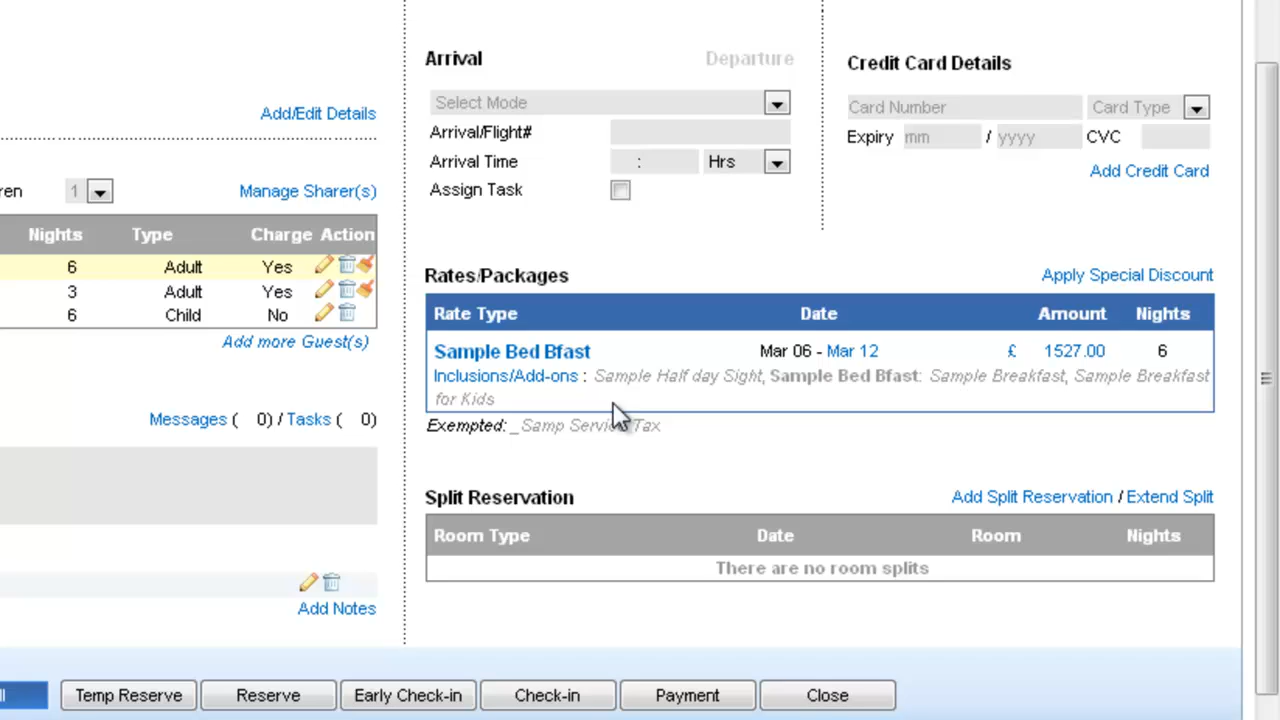 Add/Edit Details
ren 1 Manage Sharer(s)
Nights Type Charge Action
6 Adult Yes
3 Adult Yes
6 Child No
Add more Guest(s)
Messages ( 0) / Tasks ( 0)
Add Notes
Arrival Departure
Select Mode
Arrival/Flight#
Arrival Time : Hrs
Assign Task
Credit Card Details
Card Number Card Type
Expiry mm / yyyy CVC
Add Credit Card
Rates/Packages Apply Special Discount
Rate Type Date Amount Nights
Sample Bed Bfast Mar 06 - Mar 12 £ 1527.00 6
Inclusions/Add-ons : Sample Half day Sight, Sample Bed Bfast: Sample Breakfast, Sample Breakfast
for Kids
Exempted: _Samp Service Tax
Split Reservation Add Split Reservation / Extend Split
Room Type Date Room Nights
There are no room splits
Temp Reserve Reserve Early Check-in Check-in Payment Close